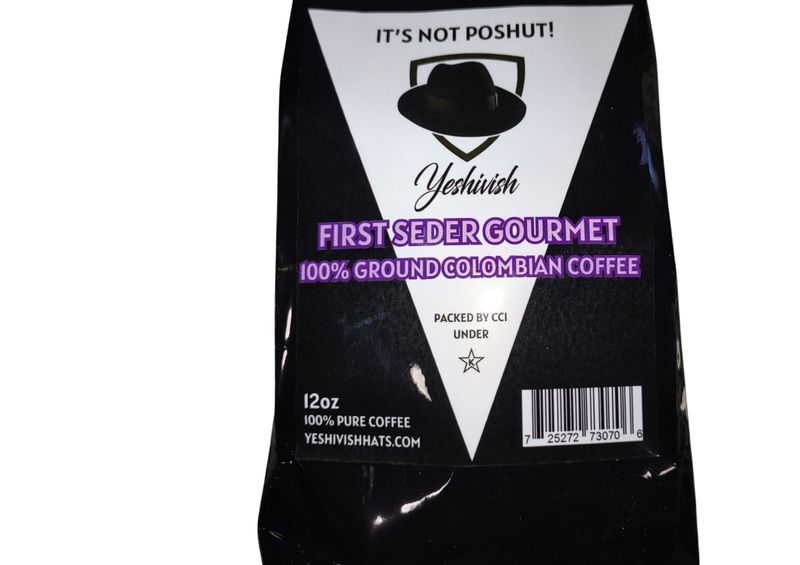 IT'S NOT POSHUT!
Yeshivish
FIRST SEDER GOURMET
100% GROUND COLOMBIAN COFFEE
PACKED BY CCI
UNDER
K
12oz
100% PURE COFFEE
YESHIVISHHATS.COM
7 25272 73070 6